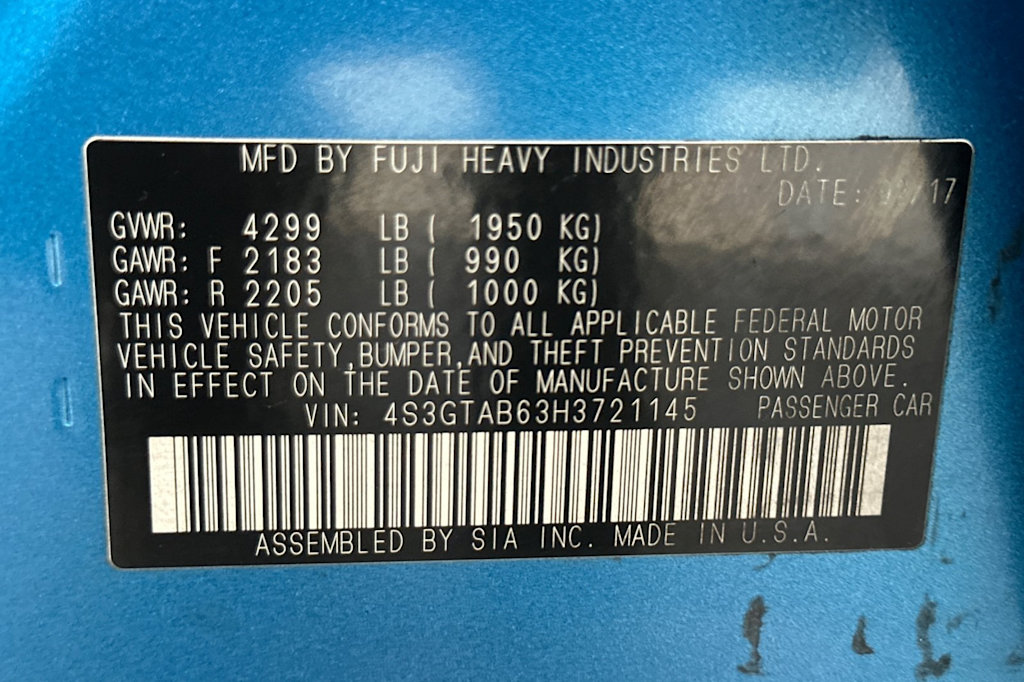 MFD BY FUJI HEAVY INDUSTRIES LTD.
DATE:
GVWR: 4299 LB ( 1950 KG)
GAWR: F 2183 LB ( 990 KG)
GAWR: R 2205 LB ( 1000 KG)
THIS VEHICLE CONFORMS TO ALL APPLICABLE FEDERAL MOTOR
VEHICLE SAFETY,BUMPER,AND THEFT PREVENTION STANDARDS
IN EFFECT ON THE DATE OF MANUFACTURE SHOWN ABOVE.
VIN: 4S3GTAB63H3721145 PASSENGER CAR
ASSEMBLED BY SIA INC. MADE IN U.S.A.